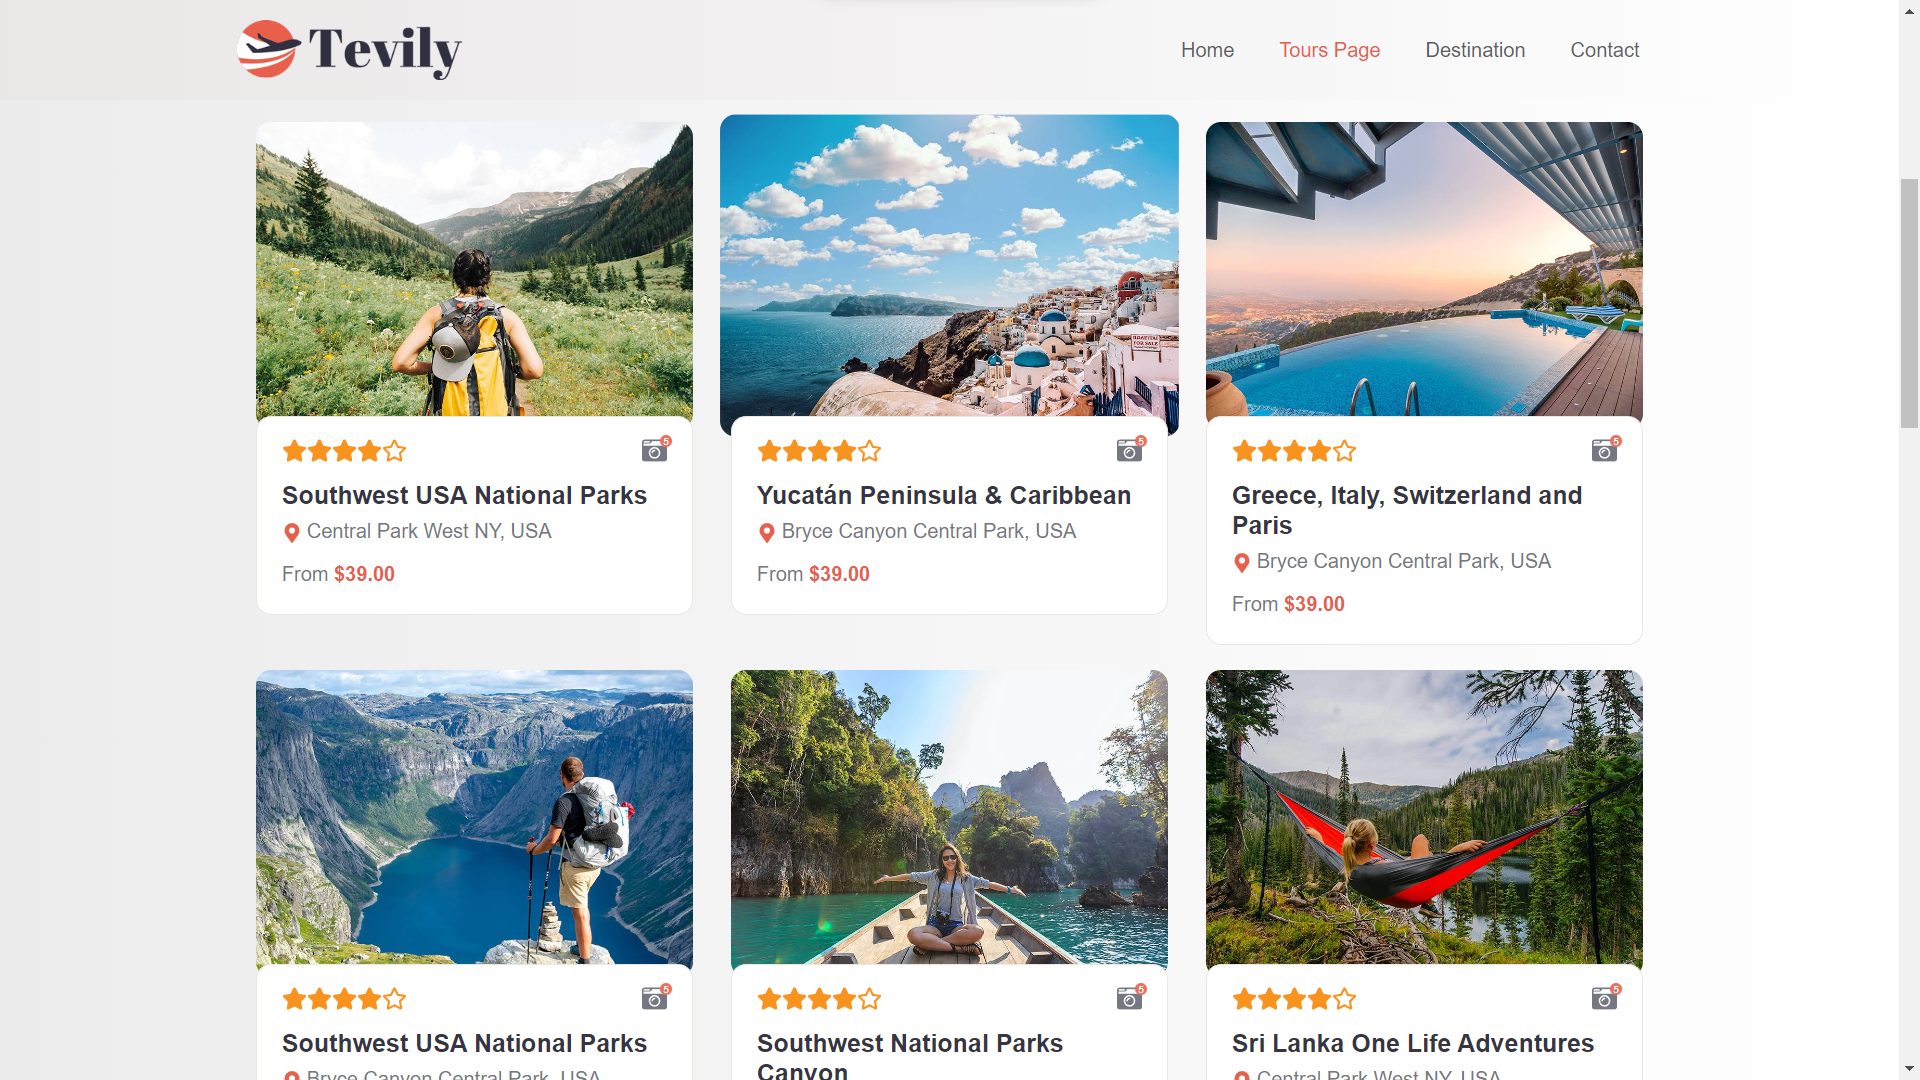 Tevily
Home Tours Page Destination Contact
ΠΩΛΕΙΤΑΙ
FOR SALE
5
Southwest USA National Parks
Central Park West NY, USA
From $39.00
5
Yucatán Peninsula & Caribbean
Bryce Canyon Central Park, USA
From $39.00
5
Greece, Italy, Switzerland and
Paris
Bryce Canyon Central Park, USA
From $39.00
5
Southwest USA National Parks
Bryce Canyon Central Park, USA
5
Southwest National Parks
Canyon
5
Sri Lanka One Life Adventures
Central Park West NY, USA